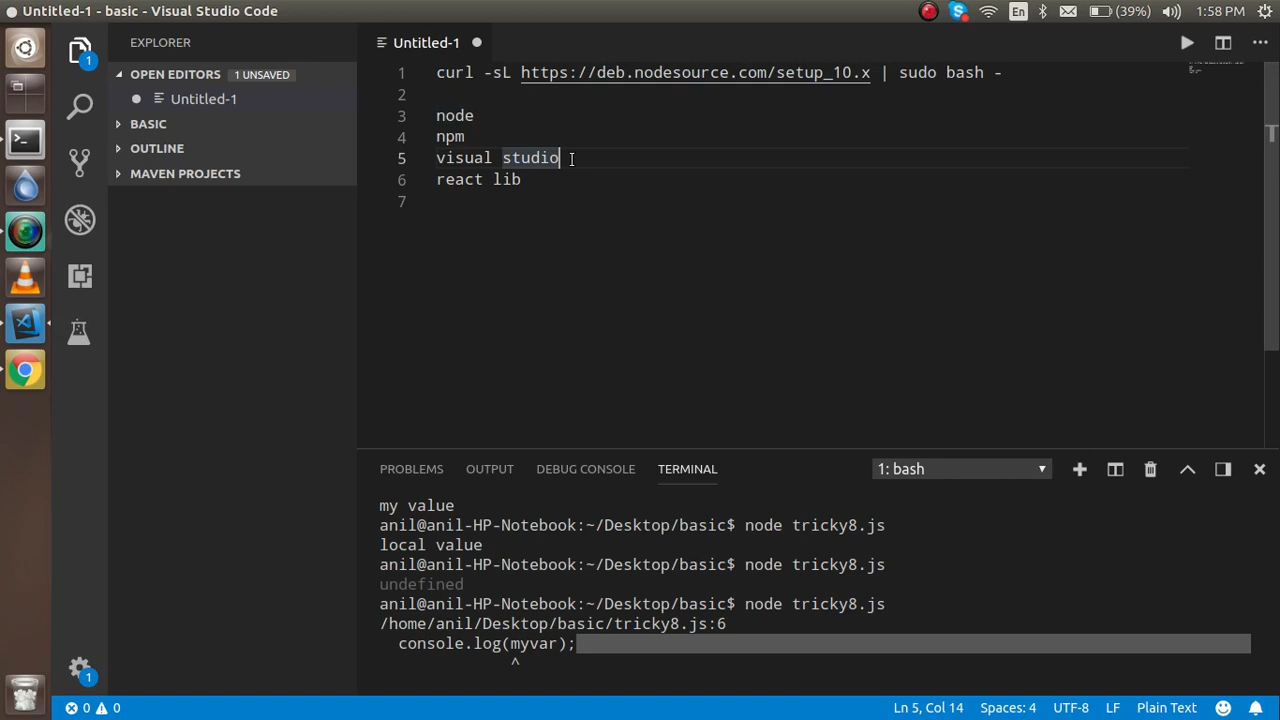 Untitled-1 - basic - Visual Studio Code
En
(39%)
1:58 PM
EXPLORER
Untitled-1
1
OPEN EDITORS
1 UNSAVED
Untitled-1
BASIC
OUTLINE
MAVEN PROJECTS
1 curl -sL https://deb.nodesource.com/setup_10.x | sudo bash -
2
3 node
4 npm
5 visual studio
6 react lib
7
PROBLEMS
OUTPUT
DEBUG CONSOLE
TERMINAL
1: bash
my value
anil@anil-HP-Notebook:~/Desktop/basic$ node tricky8.js
local value
anil@anil-HP-Notebook:~/Desktop/basic$ node tricky8.js
undefined
anil@anil-HP-Notebook:~/Desktop/basic$ node tricky8.js
/home/anil/Desktop/basic/tricky8.js:6
console.log(myvar);
^
1
0
0
Ln 5, Col 14
Spaces: 4
UTF-8
LF
Plain Text